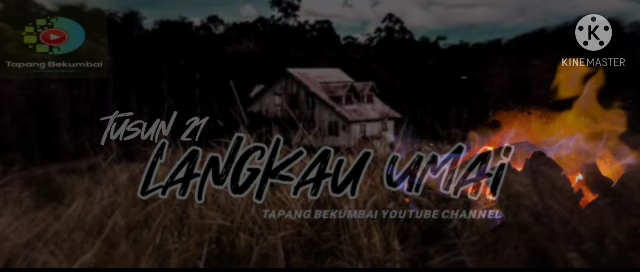 Tapang Bekumbai
K
KINEMASTER
TUSUN 21
LANGKAU UMAi
TAPANG BEKUMBAI YOUTUBE CHANNEL